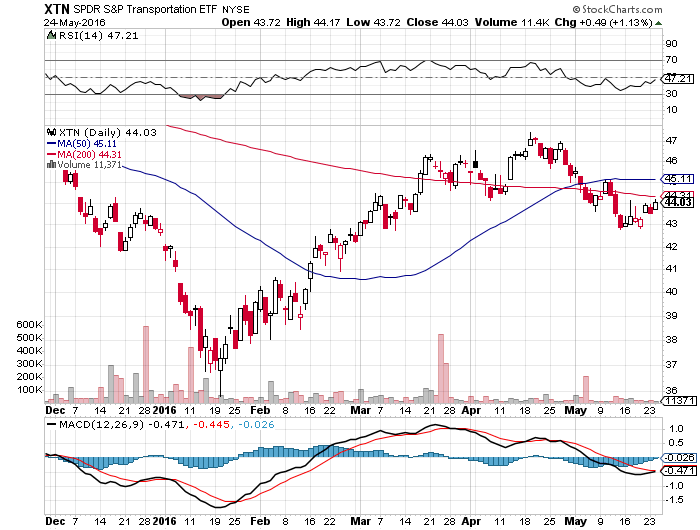 XTN SPDR S&P Transportation ETF NYSE © StockCharts.com
24-May-2016 Open 43.72 High 44.17 Low 43.72 Close 44.03 Volume 11.4K Chg +0.49 (+1.13%)
RSI(14) 47.21
90
70
50
47.21
30
10
XTN (Daily) 44.03
MA(50) 45.11
MA(200) 44.31
Volume 11,371
47
46
45.11
44.31
44.03
43
42
41
40
39
38
37
36
600K
500K
400K
300K
200K
100K
11371
Dec 7 14 21 28 2016 11 19 25 Feb 8 16 22 Mar 7 14 21 28 Apr 11 18 25 May 9 16 23
MACD(12,26,9) -0.471, -0.445, -0.026
1.0
0.5
-0.026
-0.471
-1.0
-1.5
Dec 7 14 21 28 2016 11 19 25 Feb 8 16 22 Mar 7 14 21 28 Apr 11 18 25 May 9 16 23